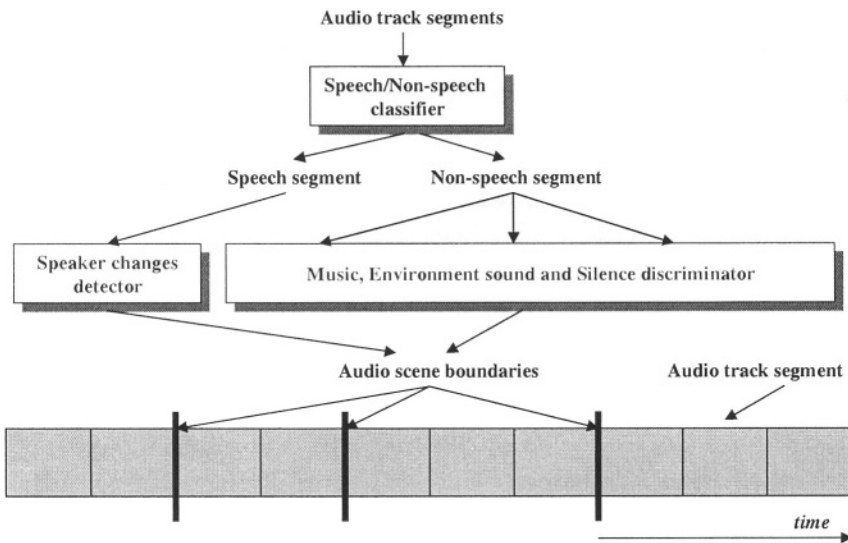 Audio track segments
Speech/Non-speech
classifier
Speech segment
Non-speech segment
Speaker changes
detector
Music, Environment sound and Silence discriminator
Audio scene boundaries
Audio track segment
time